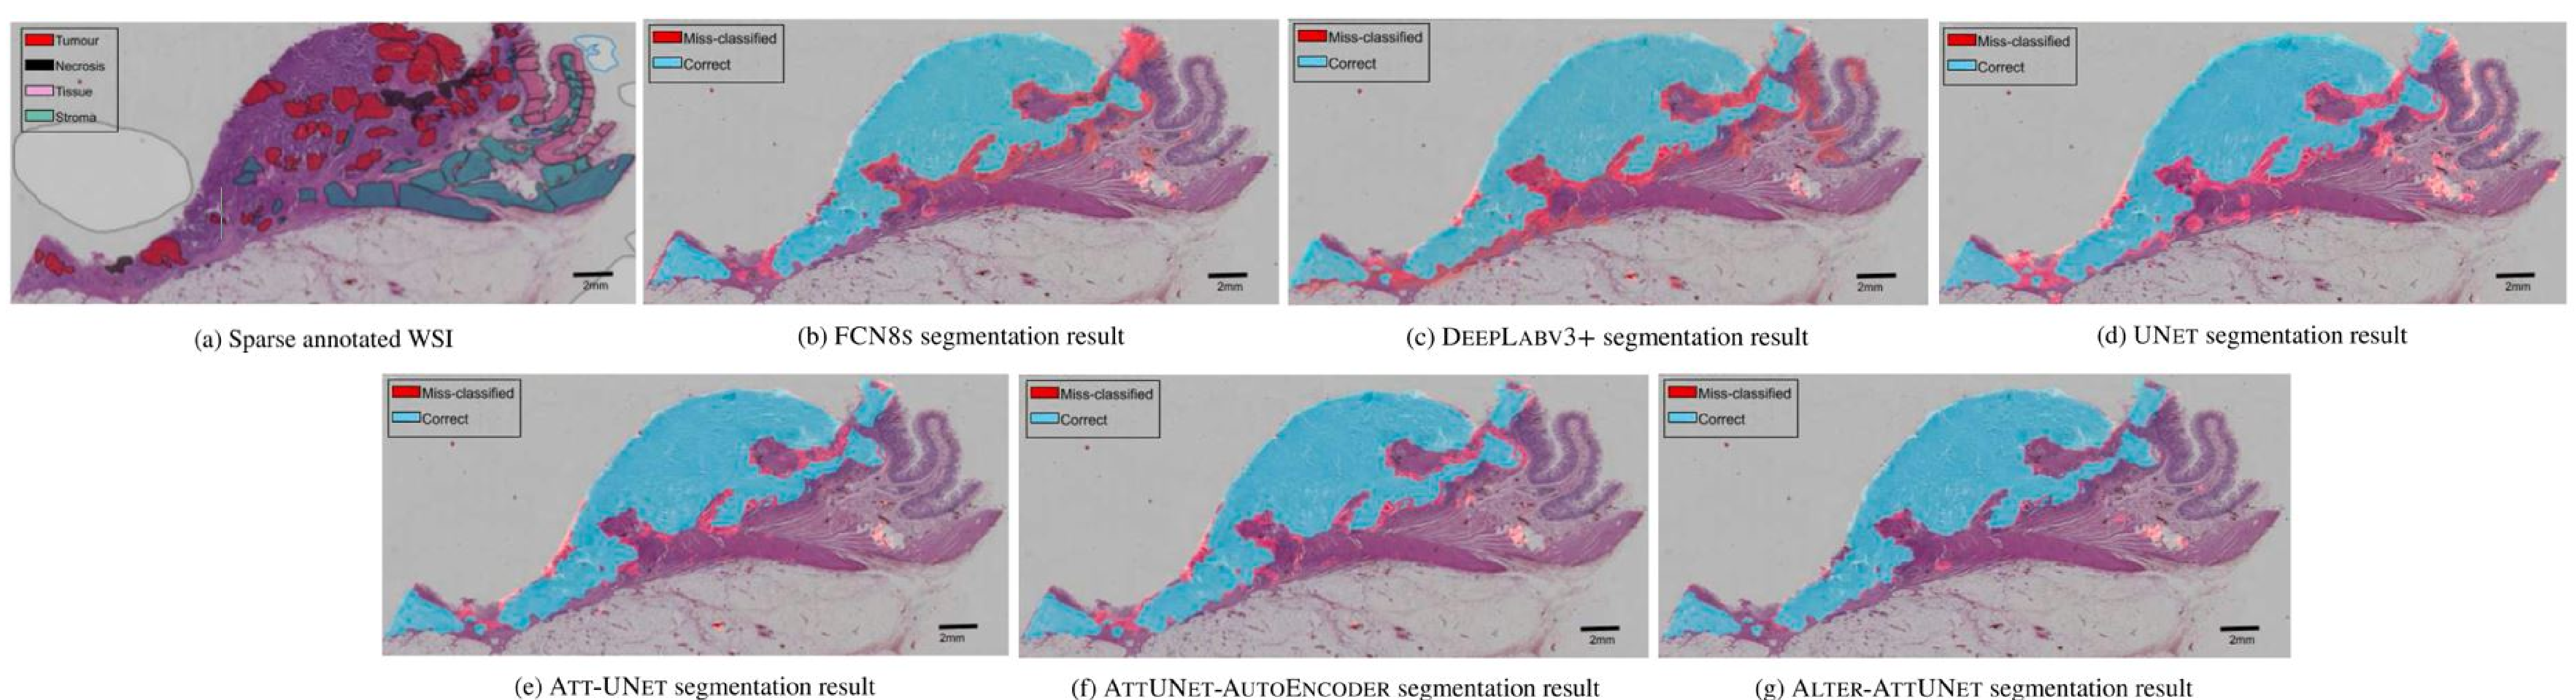 Tumour
Necrosis
Tissue
Stroma
2mm
(a) Sparse annotated WSI
Miss-classified
Correct
2mm
(b) FCN8s segmentation result
Miss-classified
Correct
2mm
(c) DEEPLABV3+ segmentation result
Miss-classified
Correct
2mm
(d) UNET segmentation result
Miss-classified
Correct
2mm
(e) ATT-UNET segmentation result
Miss-classified
Correct
2mm
(f) ATTUNET-AUTOENCODER segmentation result
Miss-classified
Correct
2mm
(g) ALTER-ATTUNET segmentation result